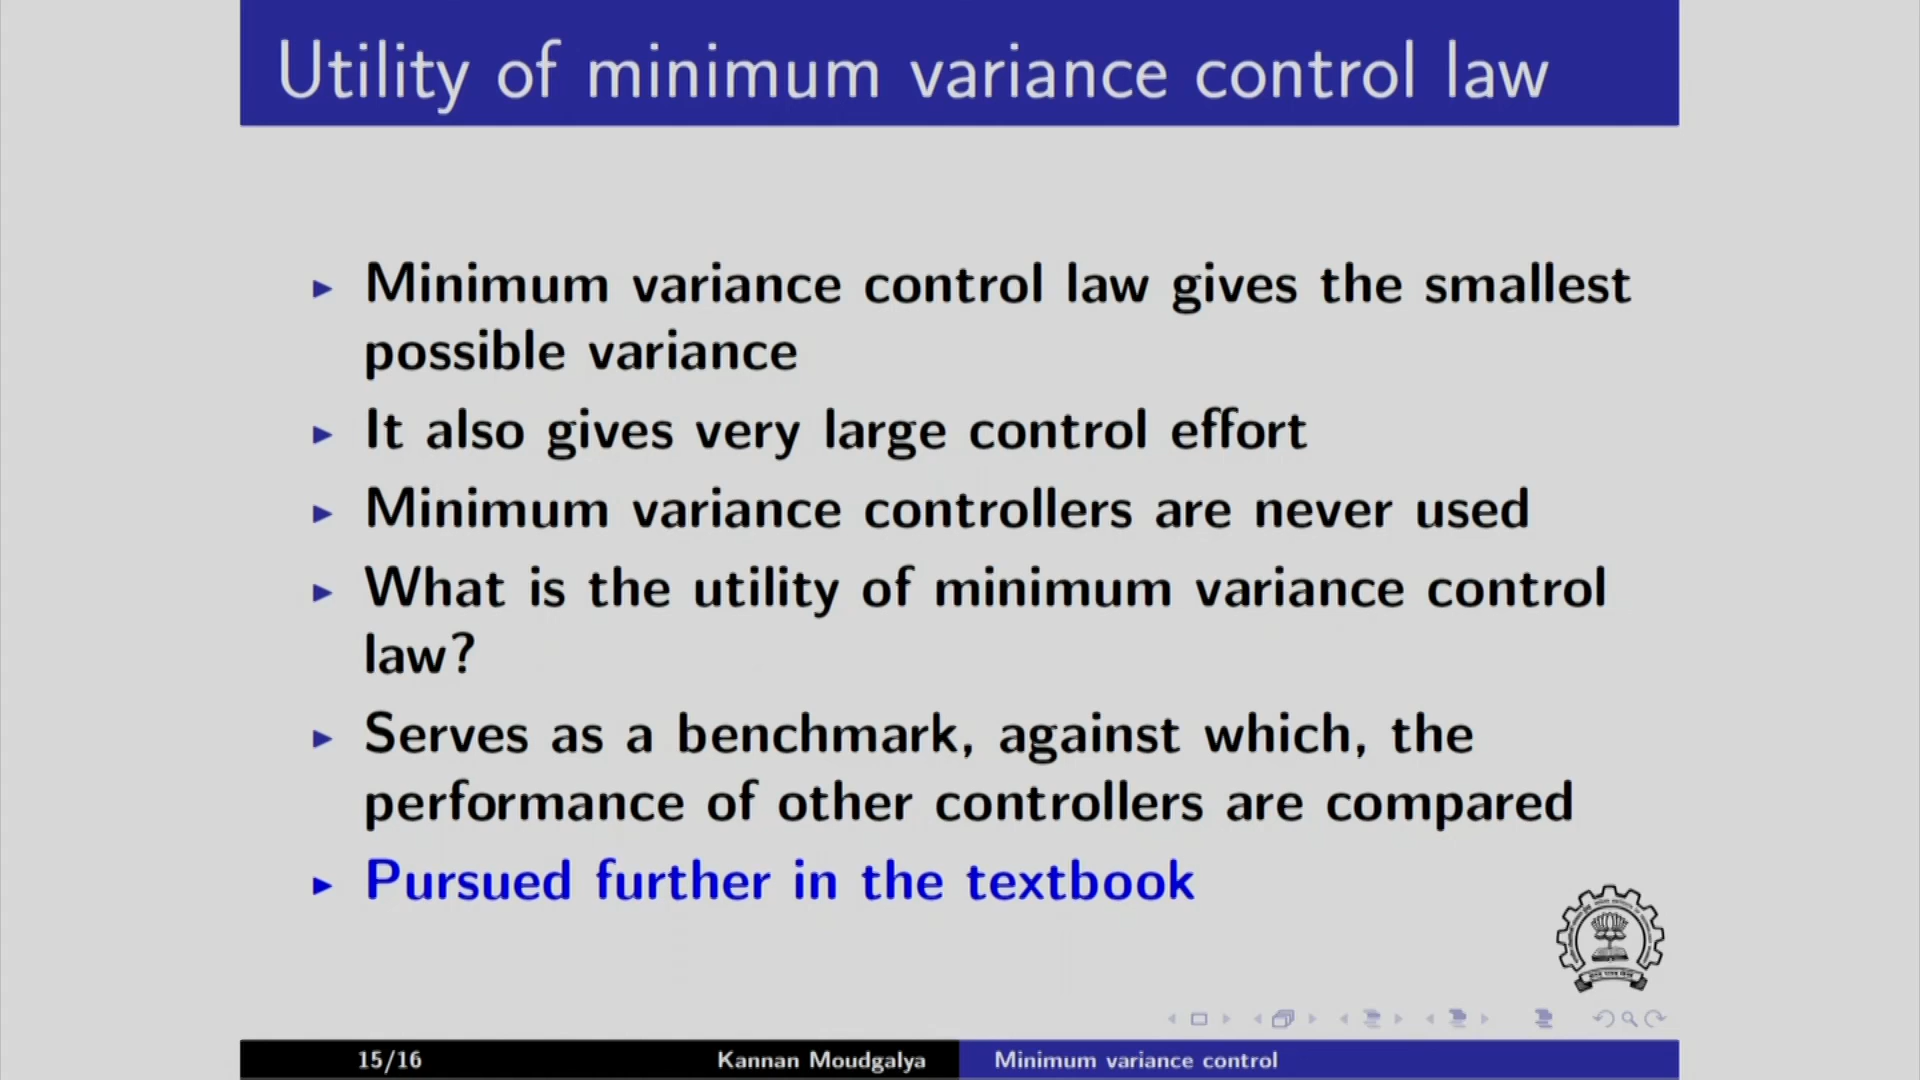 Utility of minimum variance control law
Minimum variance control law gives the smallest
possible variance
It also gives very large control effort
Minimum variance controllers are never used
What is the utility of minimum variance control
law?
Serves as a benchmark, against which, the
performance of other controllers are compared
Pursued further in the textbook
15/16
Kannan Moudgalya
Minimum variance control